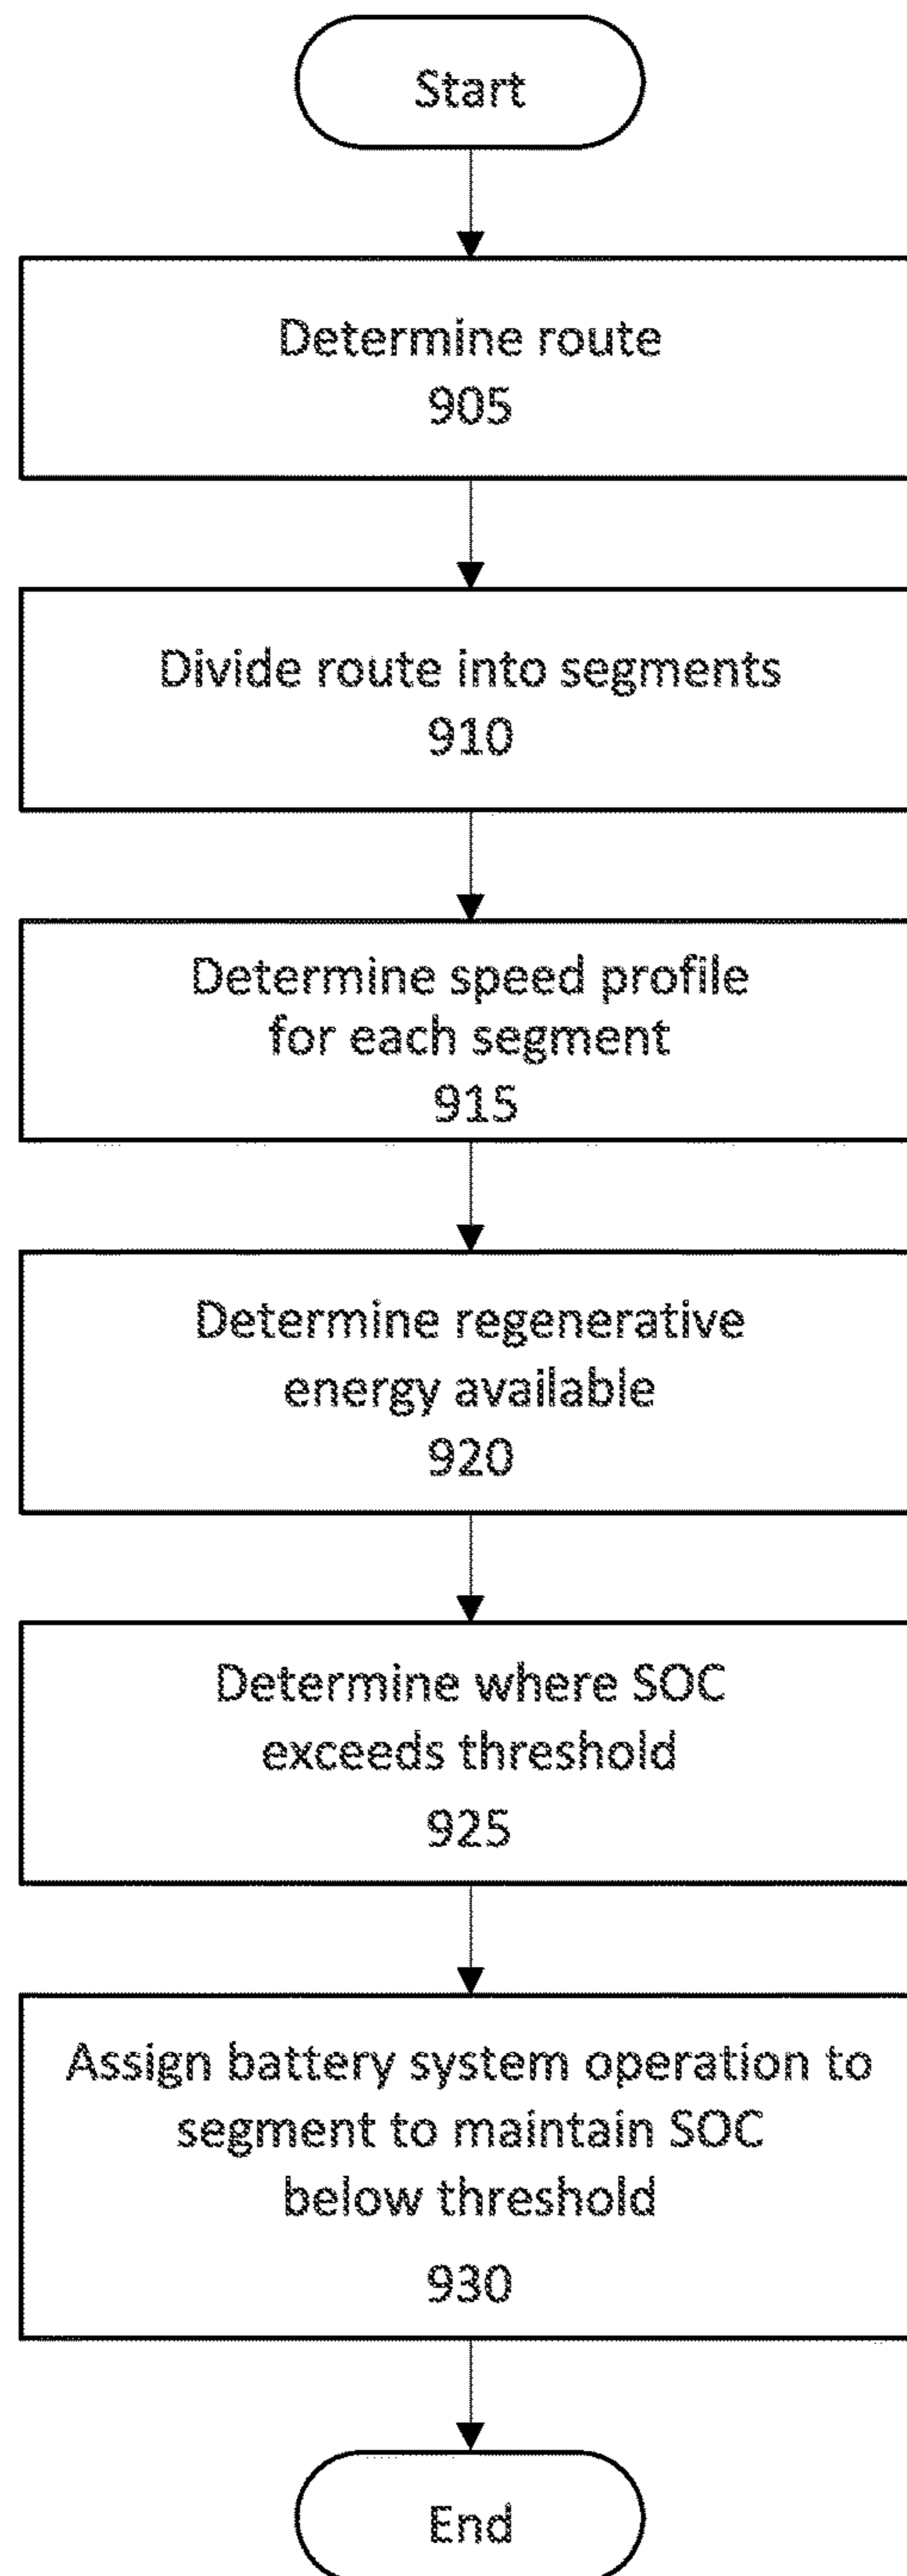 Start
Determine route
905
Divide route into segments
910
Determine speed profile
for each segment
915
Determine regenerative
energy available
920
Determine where SOC
exceeds threshold
925
Assign battery system operation to
segment to maintain SOC
below threshold
930
End